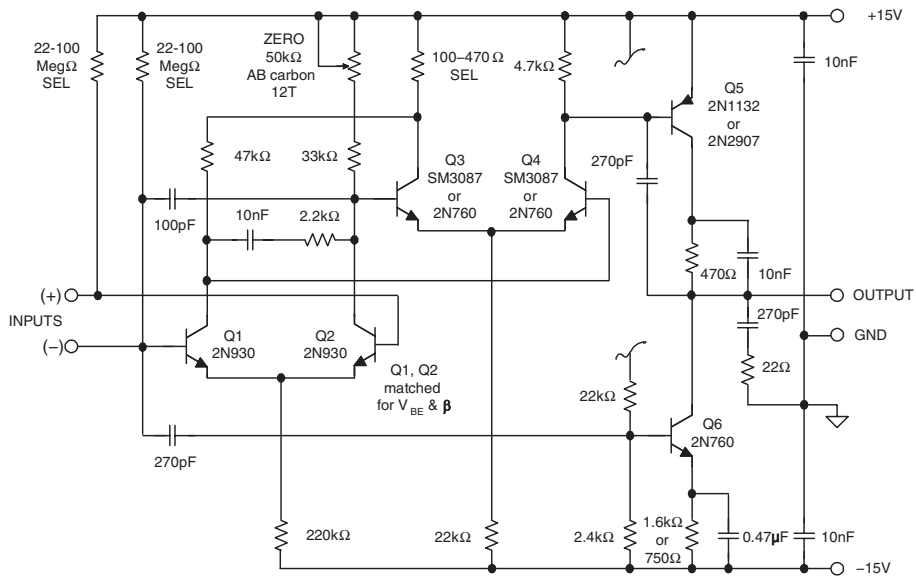 +15V
22-100
MegΩ
SEL
22-100
MegΩ
SEL
ZERO
50kΩ
AB carbon
12T
100–470 Ω
SEL
4.7kΩ
10nF
Q5
2N1132
or
2N2907
47kΩ
33kΩ
Q3
SM3087
or
2N760
Q4
SM3087
or
2N760
270pF
100pF
10nF
2.2kΩ
470Ω
10nF
(+)
INPUTS
(−)
OUTPUT
270pF
GND
22Ω
Q1
2N930
Q2
2N930
Q1, Q2
matched
for VBE & β
22kΩ
Q6
2N760
270pF
220kΩ
22kΩ
2.4kΩ
1.6kΩ
or
750Ω
0.47μF
10nF
−15V